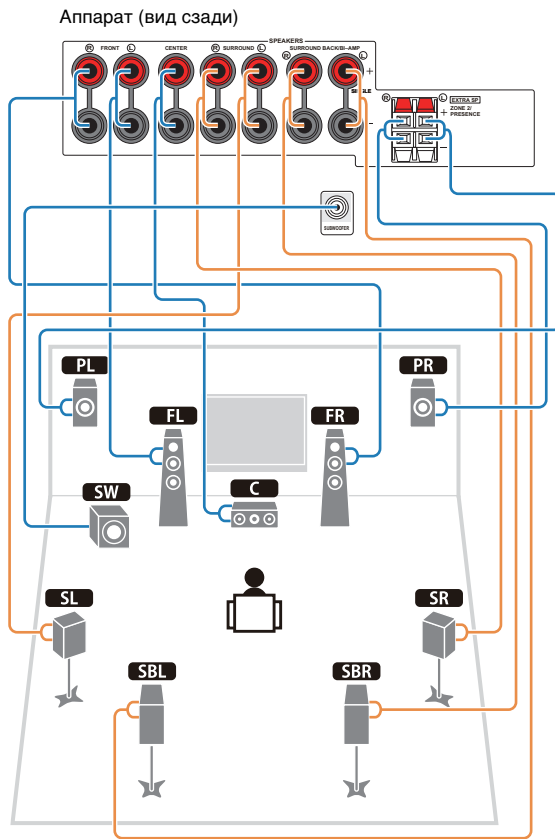 Аппарат (вид сзади)
SPEAKERS
R FRONT L CENTER R SURROUND L SURROUND BACK/BI-AMP
R L
+
SINGLE
-
R L EXTRA SP
+ ZONE 2/
PRESENCE
-
SUBWOOFER
PL PR
FL FR
SW C
SL SR
SBL SBR